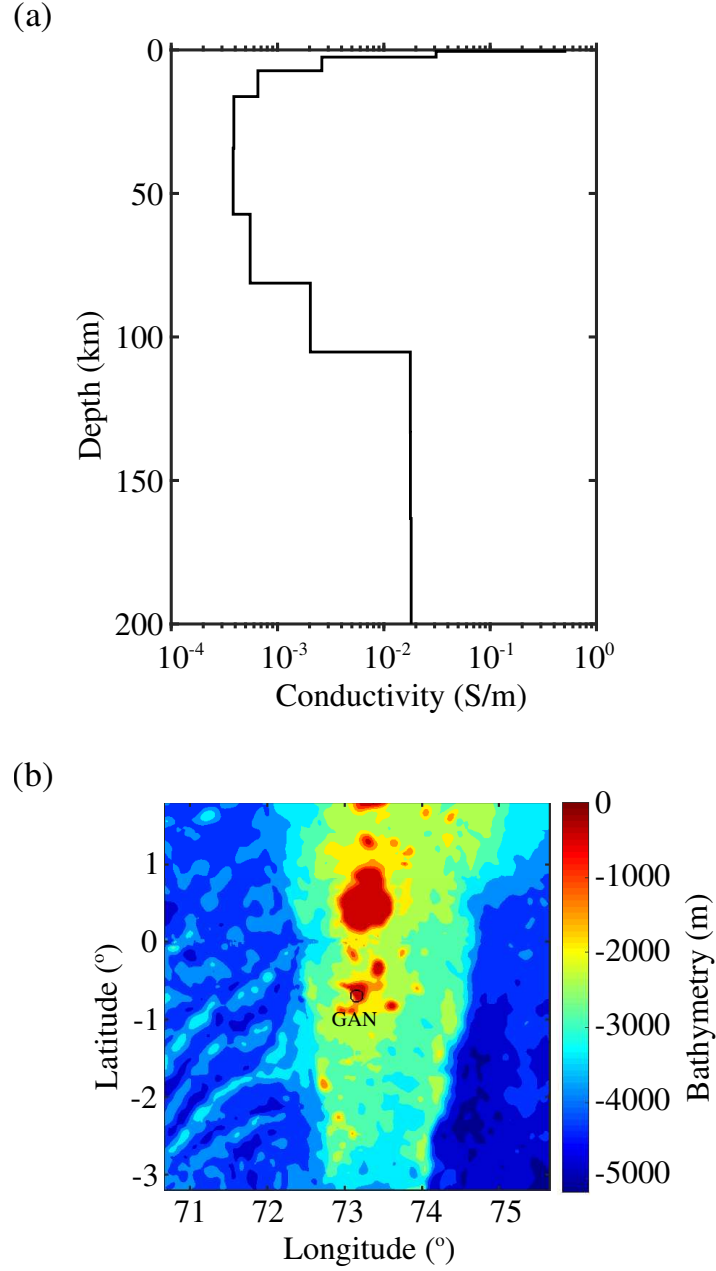 (a)
0
50
100
150
200
Depth (km)
10⁻⁴ 10⁻³ 10⁻² 10⁻¹ 10⁰
Conductivity (S/m)
(b)
1
0
-1
-2
-3
Latitude (º)
GAN
71 72 73 74 75
Longitude (º)
0
-1000
-2000
-3000
-4000
-5000
Bathymetry (m)